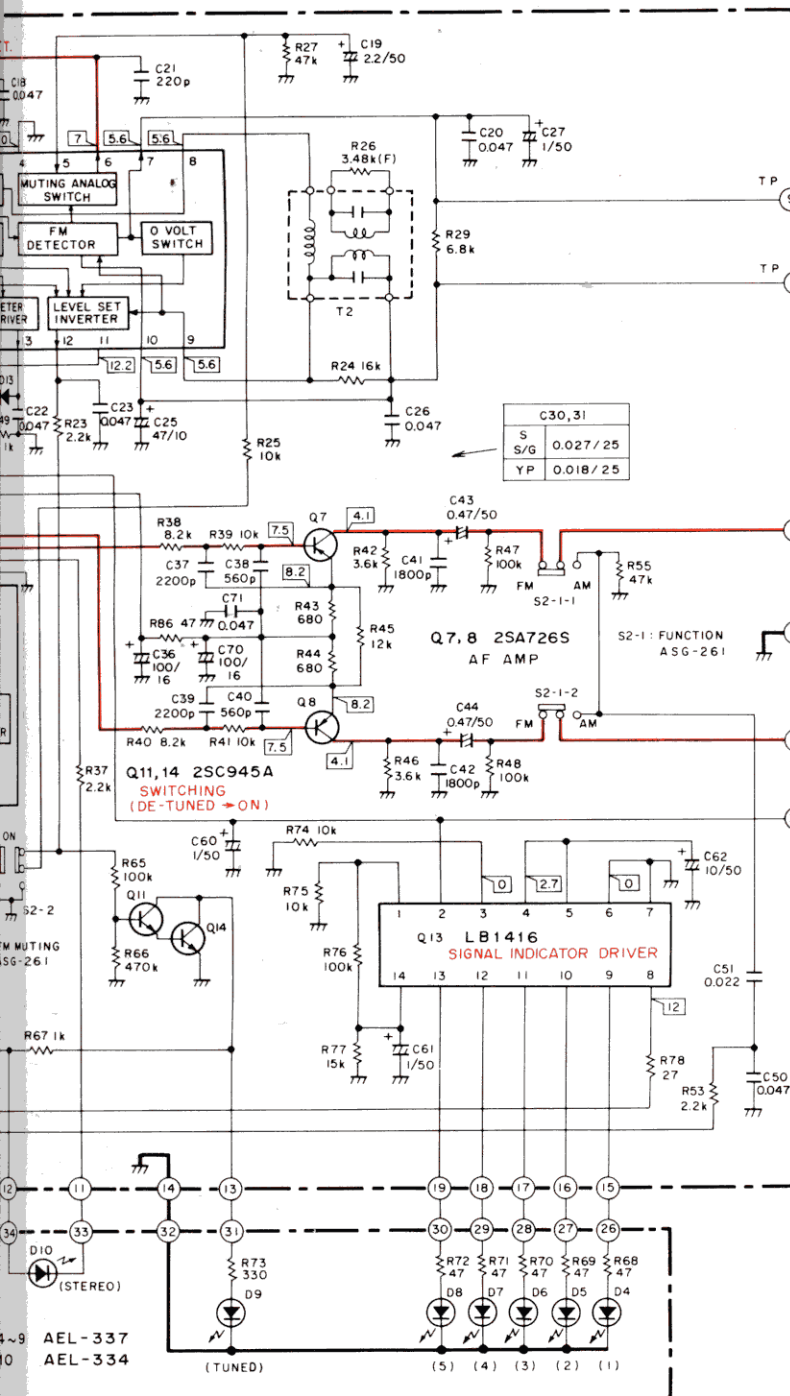 T.
R27
47k
C19
+
2.2/50
C21
220p
C18
0.047
7
5.6
5.6
4
5
6
7
8
MUTING ANALOG
SWITCH
FM
DETECTOR
0 VOLT
SWITCH
LEVEL SET
INVERTER
ETER
RIVER
13
12
11
10
9
12.2
5.6
5.6
R26
3.48k(F)
T2
C20
0.047
+
C27
1/50
R29
6.8k
TP
TP
R24 16k
C26
0.047
D13
C22
0.047
49
1k
R23
2.2k
C23
0.047
+
C25
47/10
R25
10k
C30,31
S
S/G
0.027/25
YP
0.018/25
R38
8.2k
R39 10k
7.5
Q7
4.1
C43
0.47/50
+
C37
2200p
C38
560p
8.2
R42
3.6k
C41
1800p
R47
100k
FM
AM
S2-1-1
R55
47k
C71
0.047
R43
680
R45
12k
R86 47
+
C36
100/
16
+
C70
100/
16
R44
680
Q7,8 2SA726S
AF AMP
S2-1 : FUNCTION
ASG-261
C39
2200p
C40
560p
Q8
8.2
C44
0.47/50
+
S2-1-2
FM
AM
R40 8.2k
R41 10k
7.5
4.1
R46
3.6k
C42
1800p
R48
100k
R
R37
2.2k
Q11,14 2SC945A
SWITCHING
(DE-TUNED → ON)
ON
S2-2
FM MUTING
ASG-261
C60
1/50
+
R74 10k
R65
100k
Q11
Q14
R66
470k
R75
10k
R76
100k
0
2.7
0
+
C62
10/50
1
2
3
4
5
6
7
Q13 LB1416
SIGNAL INDICATOR DRIVER
14
13
12
11
10
9
8
12
C51
0.022
R67 1k
R77
15k
+
C61
1/50
R78
27
R53
2.2k
C50
0.047
12
11
14
13
19
18
17
16
15
34
33
32
31
30
29
28
27
26
D10
(STEREO)
R73
330
D9
(TUNED)
R72
47
R71
47
R70
47
R69
47
R68
47
D8
D7
D6
D5
D4
(5)
(4)
(3)
(2)
(1)
4~9 AEL-337
10 AEL-334